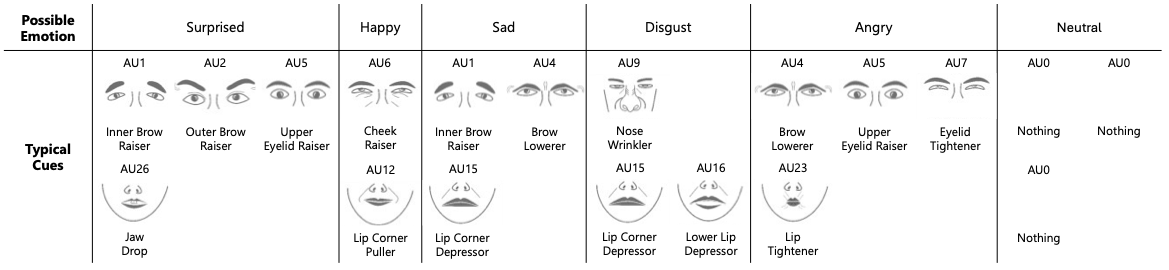 Possible Emotion Surprised Happy Sad Disgust Angry Neutral
Typical Cues
AU1 AU2 AU5 AU6 AU1 AU4 AU9 AU4 AU5 AU7 AU0 AU0
Inner Brow Outer Brow Upper Cheek Inner Brow Brow Nose Brow Upper Eyelid Nothing Nothing
Raiser Raiser Eyelid Raiser Raiser Raiser Lowerer Wrinkler Lowerer Eyelid Raiser Tightener
AU26 AU12 AU15 AU15 AU16 AU23 AU0
Jaw Lip Corner Lip Corner Lip Corner Lower Lip Lip Nothing
Drop Puller Depressor Depressor Depressor Tightener